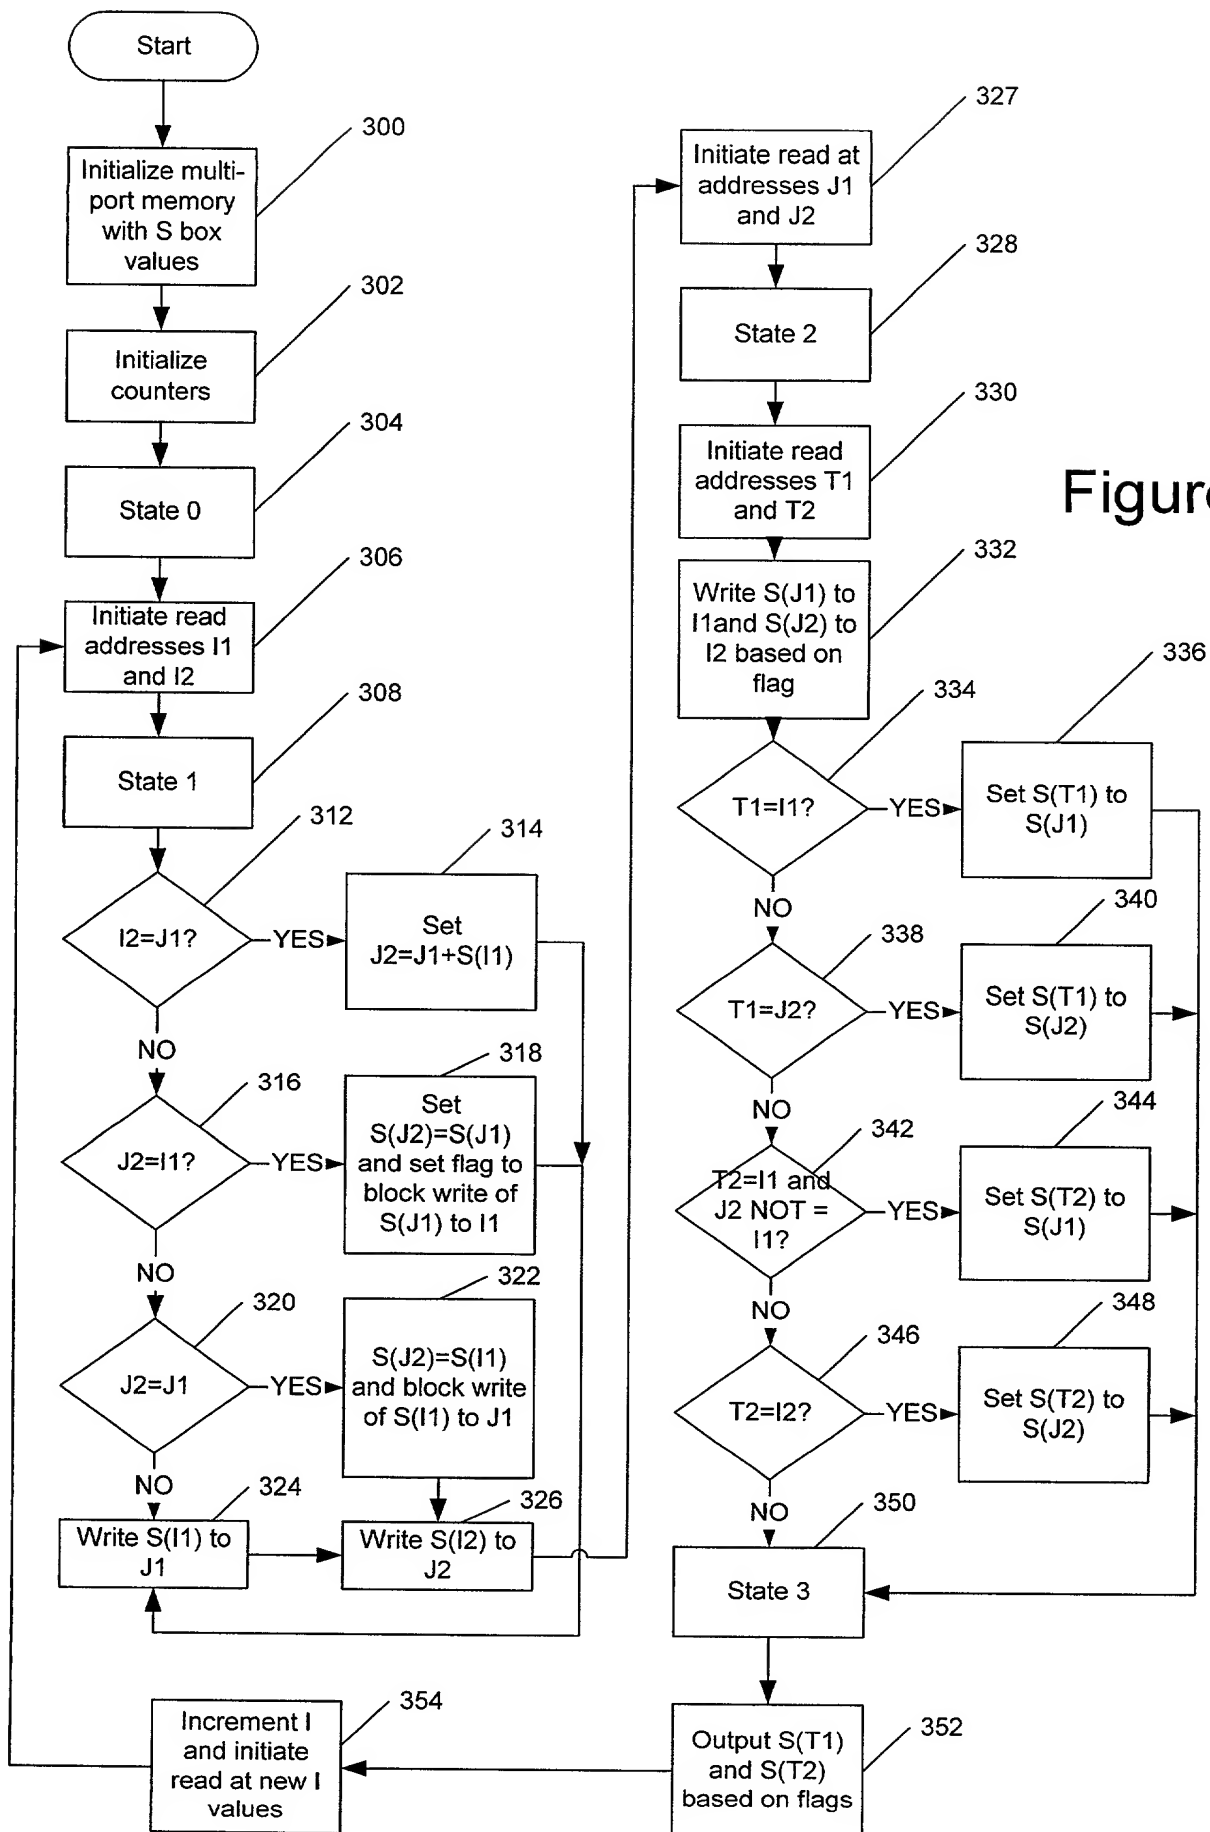 Start
300
Initialize multi-
port memory
with S box
values
302
Initialize
counters
304
State 0
306
Initiate read
addresses I1
and I2
308
State 1
312
I2=J1?
YES
314
Set
J2=J1+S(I1)
NO
316
J2=I1?
YES
318
Set
S(J2)=S(J1)
and set flag to
block write of
S(J1) to I1
NO
320
J2=J1
YES
322
S(J2)=S(I1)
and block write
of S(I1) to J1
NO
324
Write S(I1) to
J1
326
Write S(I2) to
J2
327
Initiate read at
addresses J1
and J2
328
State 2
330
Initiate read
addresses T1
and T2
332
Write S(J1) to
I1and S(J2) to
I2 based on
flag
334
T1=I1?
YES
336
Set S(T1) to
S(J1)
NO
338
T1=J2?
YES
340
Set S(T1) to
S(J2)
NO
342
T2=I1 and
J2 NOT =
I1?
YES
344
Set S(T2) to
S(J1)
NO
346
T2=I2?
YES
348
Set S(T2) to
S(J2)
NO
350
State 3
352
Output S(T1)
and S(T2)
based on flags
354
Increment I
and initiate
read at new I
values